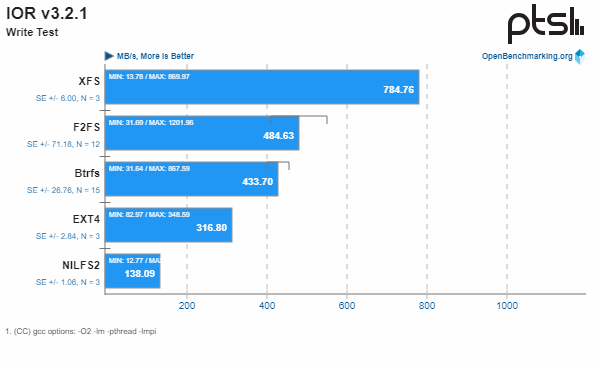 IOR v3.2.1
Write Test
ptsl
MB/s, More Is Better
OpenBenchmarking.org
XFS
SE +/- 6.00, N = 3
MIN: 13.78 / MAX: 869.97
784.76
F2FS
SE +/- 71.18, N = 12
MIN: 31.69 / MAX: 1201.96
484.63
Btrfs
SE +/- 26.76, N = 15
MIN: 31.64 / MAX: 867.59
433.70
EXT4
SE +/- 2.84, N = 3
MIN: 82.97 / MAX: 348.59
316.80
NILFS2
SE +/- 1.06, N = 3
MIN: 12.77 / MAX
138.09
200 400 600 800 1000
1. (CC) gcc options: -O2 -lm -pthread -lmpi